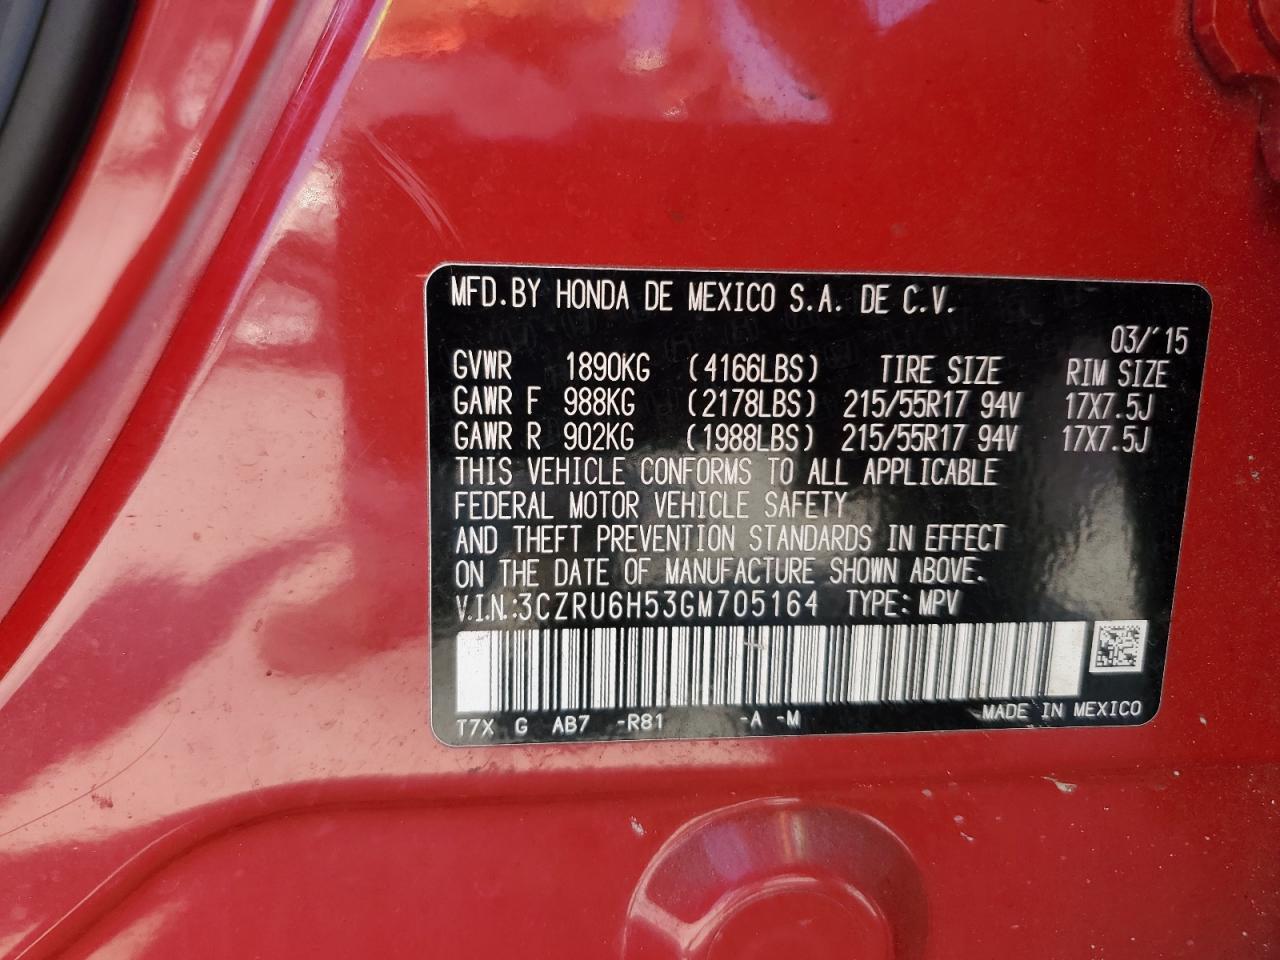 MFD.BY HONDA DE MEXICO S.A. DE C.V.
03/'15
GVWR 1890KG (4166LBS) TIRE SIZE RIM SIZE
GAWR F 988KG (2178LBS) 215/55R17 94V 17X7.5J
GAWR R 902KG (1988LBS) 215/55R17 94V 17X7.5J
THIS VEHICLE CONFORMS TO ALL APPLICABLE
FEDERAL MOTOR VEHICLE SAFETY
AND THEFT PREVENTION STANDARDS IN EFFECT
ON THE DATE OF MANUFACTURE SHOWN ABOVE.
V.I.N.:3CZRU6H53GM705164 TYPE: MPV
T7X G AB7 -R81 -A -M MADE IN MEXICO